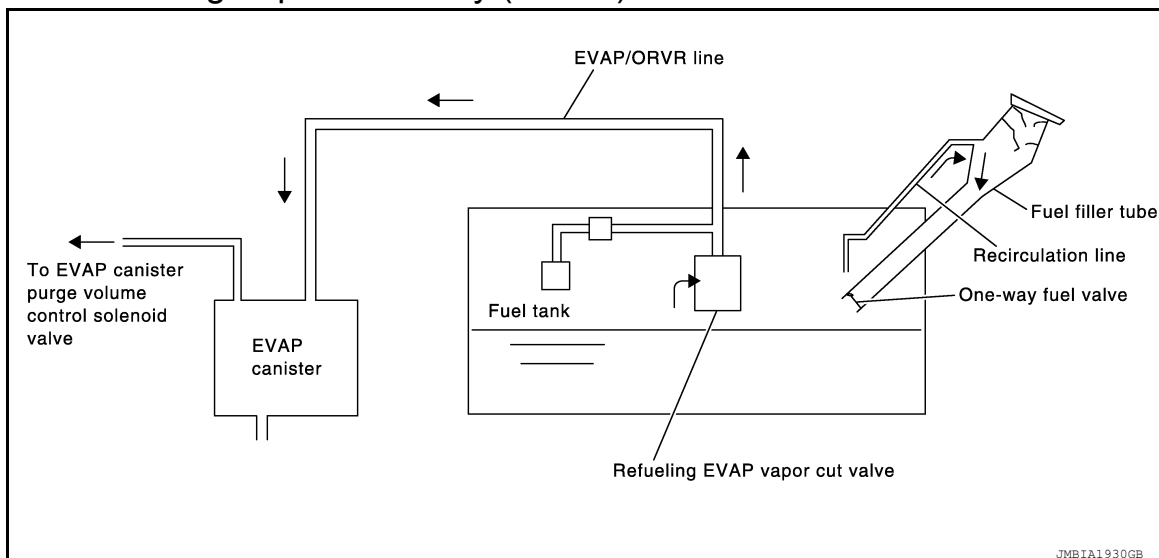 EVAP/ORVR line
Fuel filler tube
Recirculation line
One-way fuel valve
To EVAP canister
purge volume
control solenoid
valve
Fuel tank
EVAP
canister
Refueling EVAP vapor cut valve
JMBIA1930GB